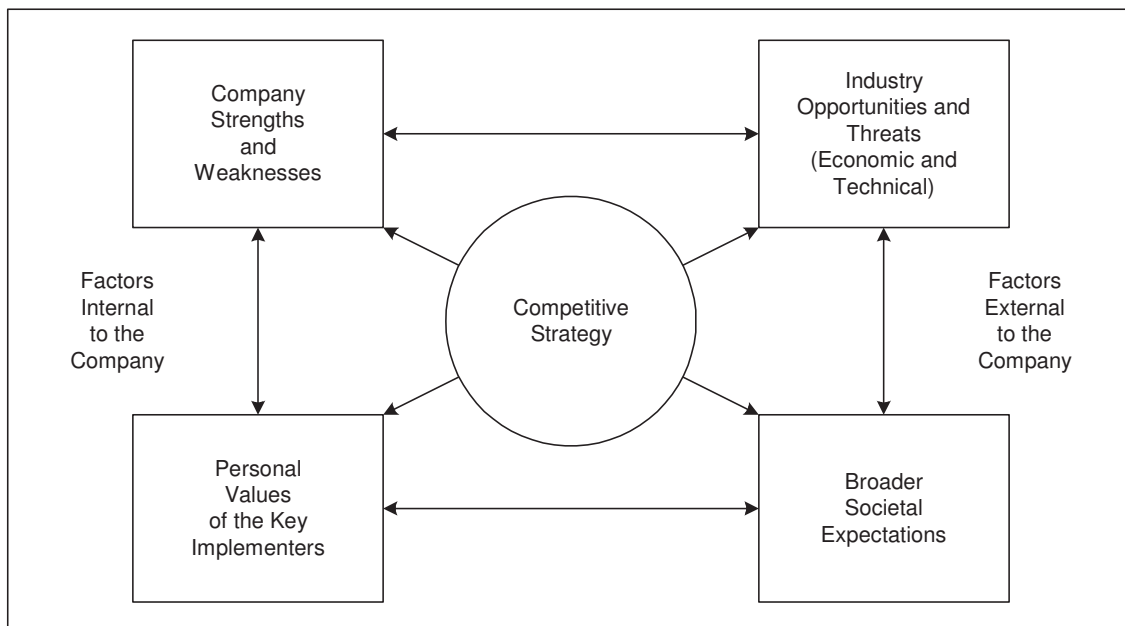 Company
Strengths
and
Weaknesses
Industry
Opportunities and
Threats
(Economic and
Technical)
Factors
Internal
to the
Company
Competitive
Strategy
Factors
External
to the
Company
Personal
Values
of the Key
Implementers
Broader
Societal
Expectations